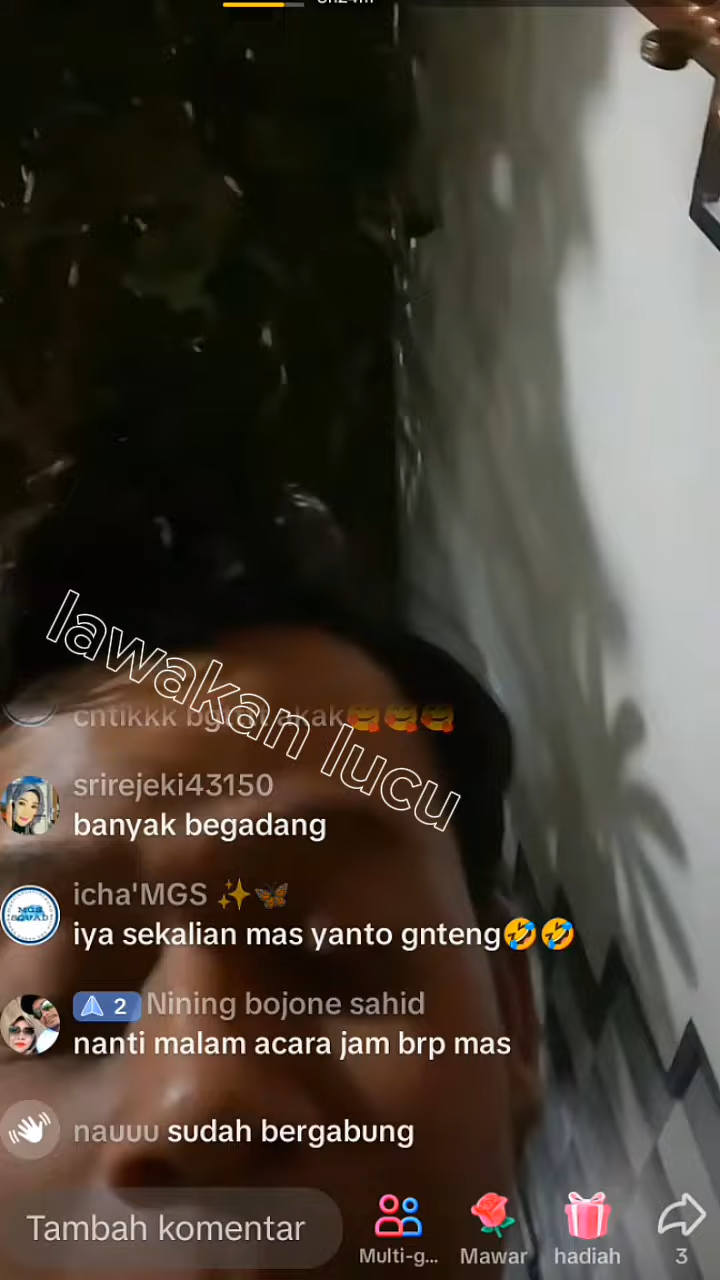 lawakan lucu
cntikkk
srirejeki43150
banyak begadang
icha'MGS ✨🦋
iya sekalian mas yanto gnteng🤣🤣
2 Nining bojone sahid
nanti malam acara jam brp mas
nauuu sudah bergabung
Tambah komentar
Multi-g...
Mawar
hadiah
3